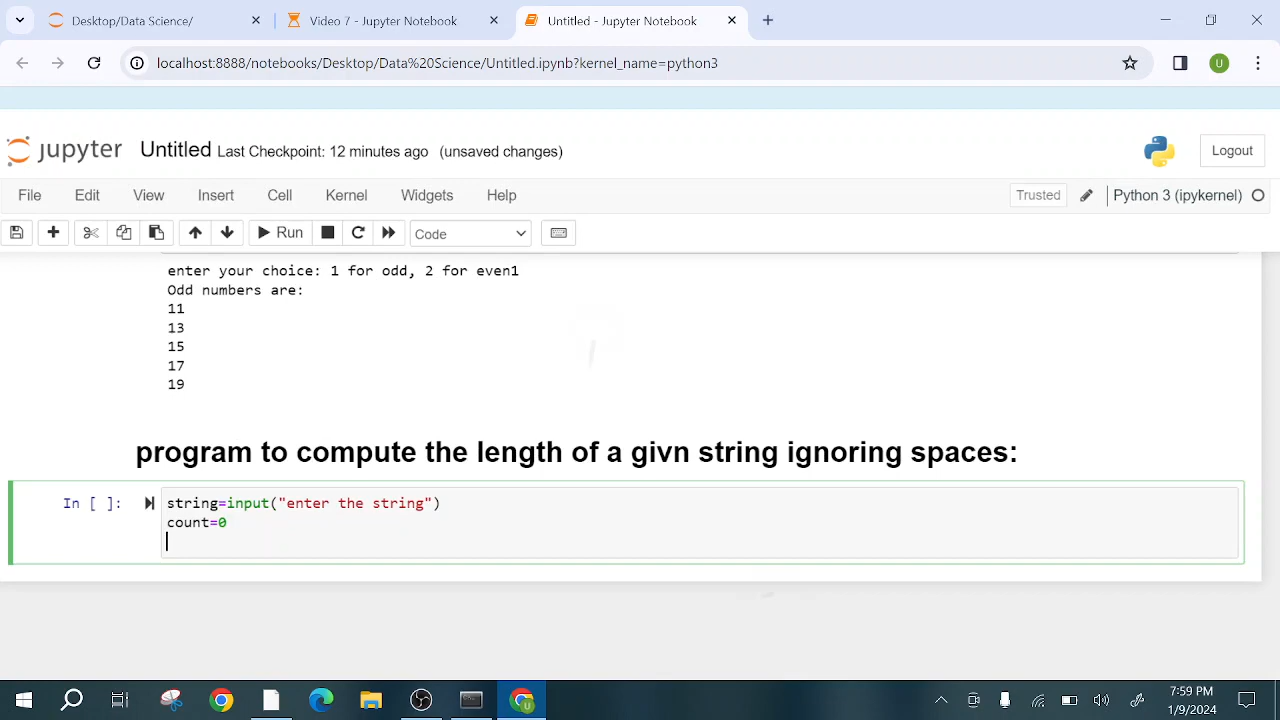 Desktop/Data Science/
Video 7 - Jupyter Notebook
Untitled - Jupyter Notebook
localhost:8888/notebooks/Desktop/Data%20Science/Untitled.ipynb?kernel_name=python3
U
jupyter Untitled Last Checkpoint: 12 minutes ago (unsaved changes)
Logout
File Edit View Insert Cell Kernel Widgets Help
Trusted
Python 3 (ipykernel)
Run
Code
enter your choice: 1 for odd, 2 for even1
Odd numbers are:
11
13
15
17
19
program to compute the length of a givn string ignoring spaces:
In [ ]:
string=input("enter the string")
count=0
7:59 PM
1/9/2024